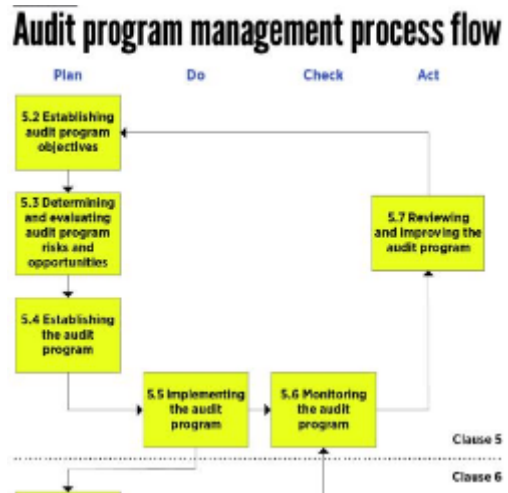 Audit program management process flow
Plan Do Check Act
5.2 Establishing
audit program
objectives
5.3 Determining
and evaluating
audit program
risks and
opportunities
5.4 Establishing
the audit
program
5.5 Implementing
the audit
program
5.6 Monitoring
the audit
program
5.7 Reviewing
and improving the
audit program
Clause 5
Clause 6